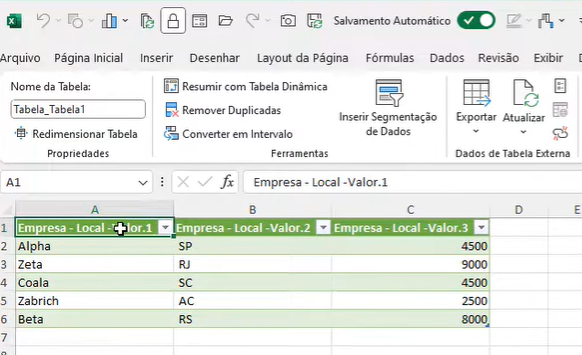 Salvamento Automático
Arquivo Página Inicial Inserir Desenhar Layout da Página Fórmulas Dados Revisão Exibir
Nome da Tabela:
Tabela_Tabela1
Redimensionar Tabela
Propriedades
Resumir com Tabela Dinâmica
Remover Duplicadas
Converter em Intervalo
Inserir Segmentação
de Dados
Ferramentas
Exportar
Atualizar
Dados de Tabela Externa
A1 fx Empresa - Local -Valor.1
A B C D E
1 Empresa - Local -Valor.1 Empresa - Local -Valor.2 Empresa - Local -Valor.3
2 Alpha SP 4500
3 Zeta RJ 9000
4 Coala SC 4500
5 Zabrich AC 2500
6 Beta RS 8000
7